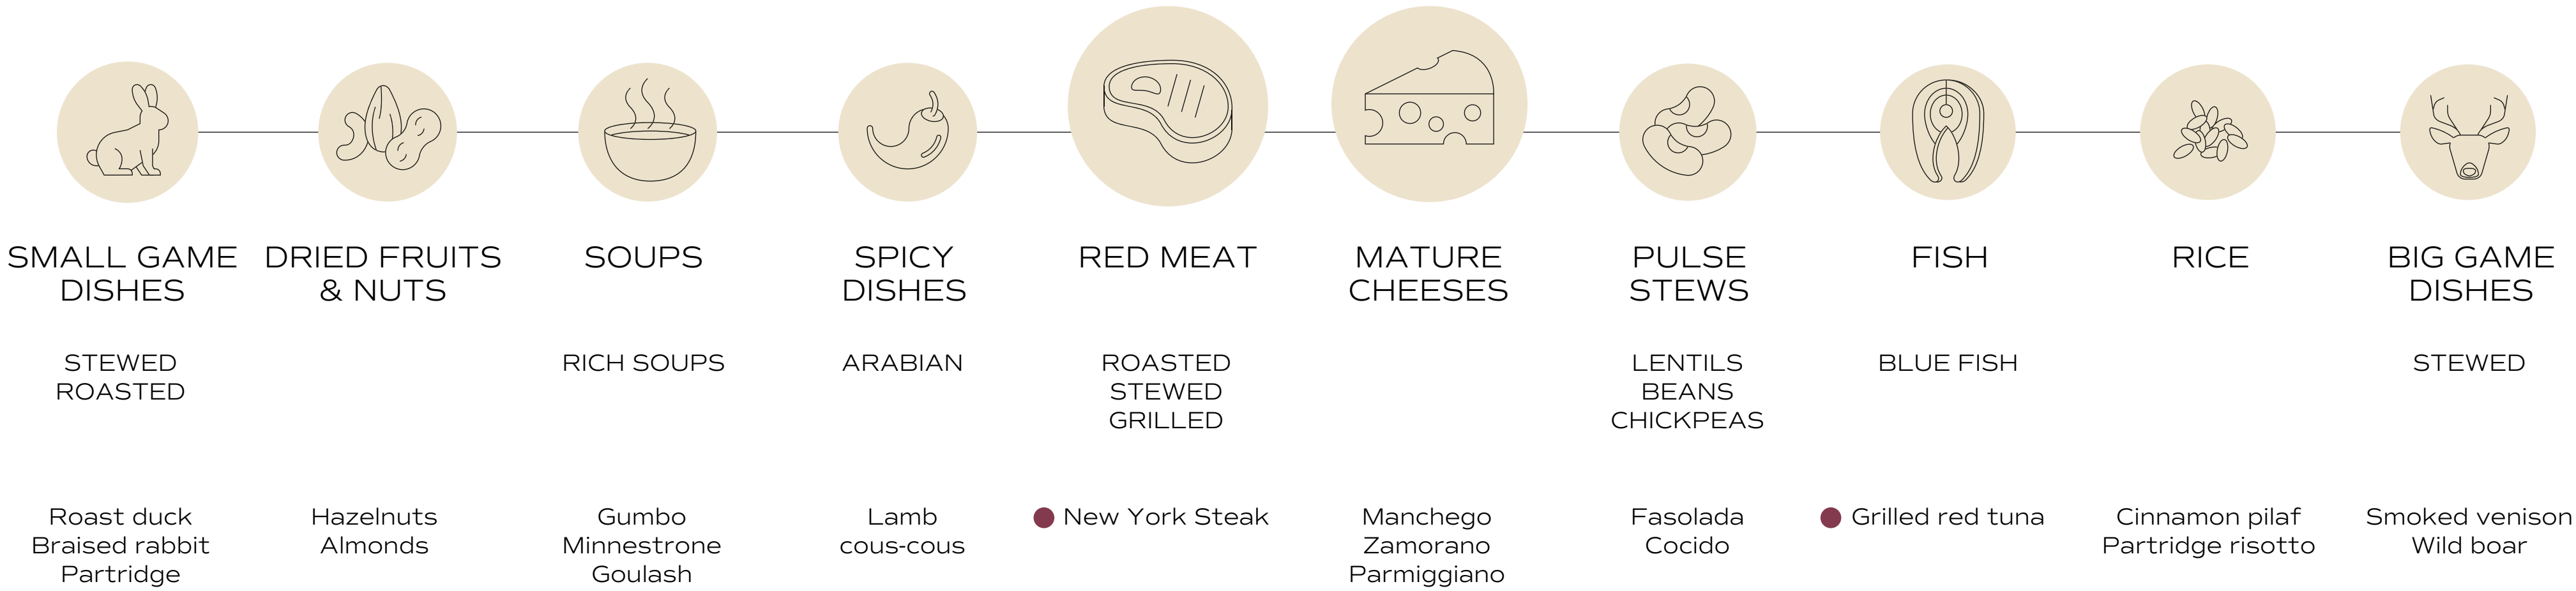 SMALL GAME
DISHES
STEWED
ROASTED
Roast duck
Braised rabbit
Partridge
DRIED FRUITS
& NUTS
Hazelnuts
Almonds
SOUPS
RICH SOUPS
Gumbo
Minnestrone
Goulash
SPICY
DISHES
ARABIAN
Lamb
cous-cous
RED MEAT
ROASTED
STEWED
GRILLED
New York Steak
MATURE
CHEESES
Manchego
Zamorano
Parmiggiano
PULSE
STEWS
LENTILS
BEANS
CHICKPEAS
Fasolada
Cocido
FISH
BLUE FISH
Grilled red tuna
RICE
Cinnamon pilaf
Partridge risotto
BIG GAME
DISHES
STEWED
Smoked venison
Wild boar